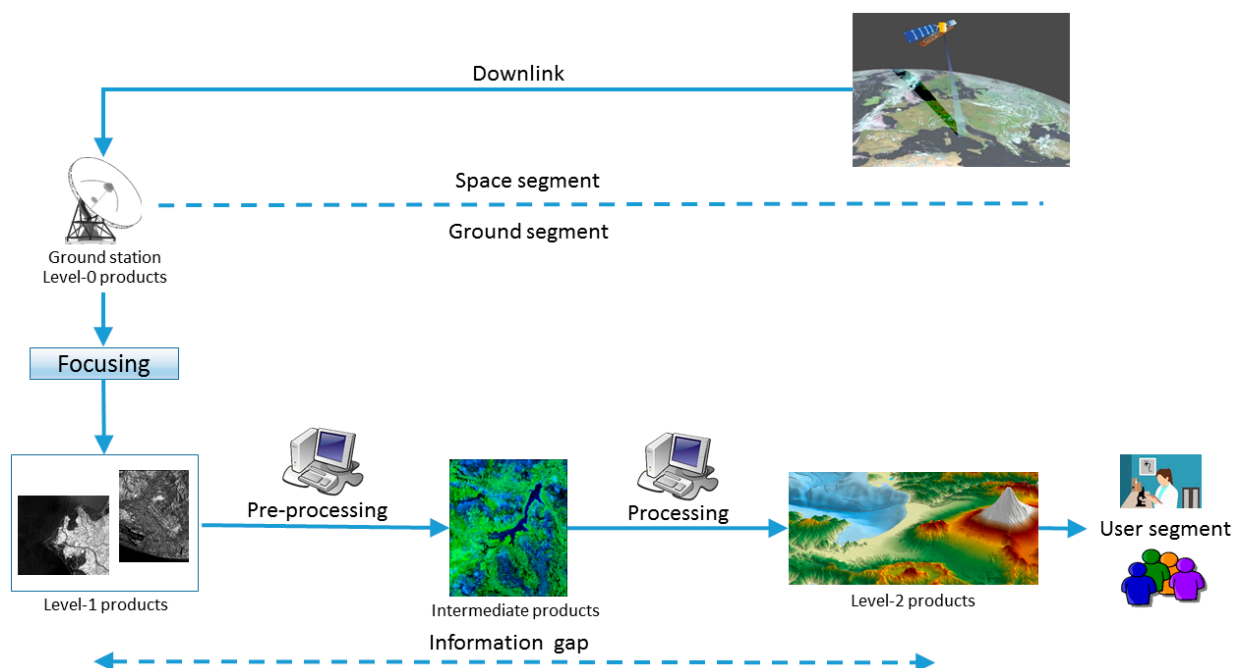 Downlink
Space segment
Ground segment
Ground station
Level-0 products
Focusing
Pre-processing
Processing
User segment
Level-1 products
Intermediate products
Level-2 products
Information gap